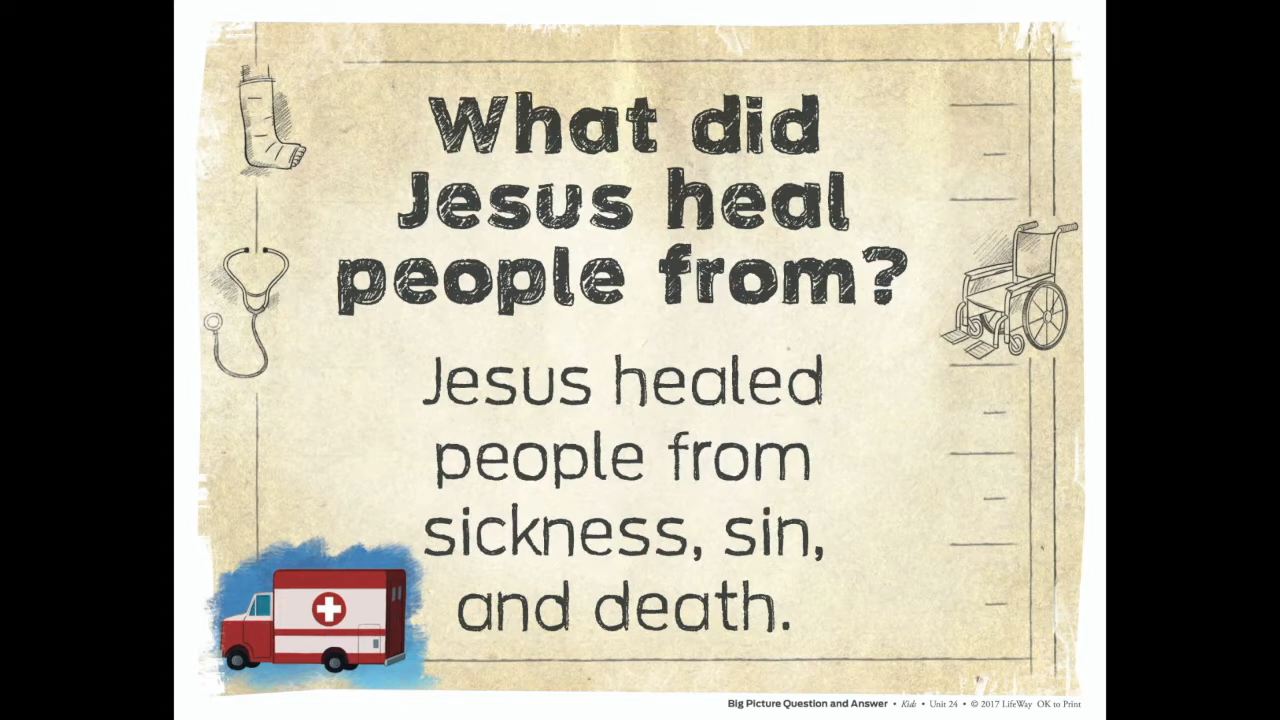 What did
Jesus heal
people from?
Jesus healed
people from
sickness, sin,
and death.
Big Picture Question and Answer • Kids • Unit 24 • © 2017 LifeWay OK to Print